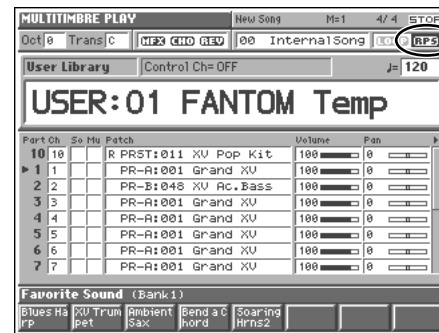 MULTITIMBRE PLAY New Song M=1 4/ 4 STOP
Oct 0 Trans C MFX CHO REV 00 InternalSong RPS
User Library Control Ch= OFF ♩= 120
USER:01 FANTOM Temp
Part Ch So Mu Patch Volume Pan
10 10 R PRST:011 XV Pop Kit 100 0
1 1 PR-A:001 Grand XV 100 0
2 2 PR-B:048 XV Ac.Bass 100 0
3 3 PR-A:001 Grand XV 100 0
4 4 PR-A:001 Grand XV 100 0
5 5 PR-A:001 Grand XV 100 0
6 6 PR-A:001 Grand XV 100 0
7 7 PR-A:001 Grand XV 100 0
Favorite Sound (Bank1)
Blues Ha XV Trum Ambient Bend a C Soaring
rp pet Sax hord Hrns2